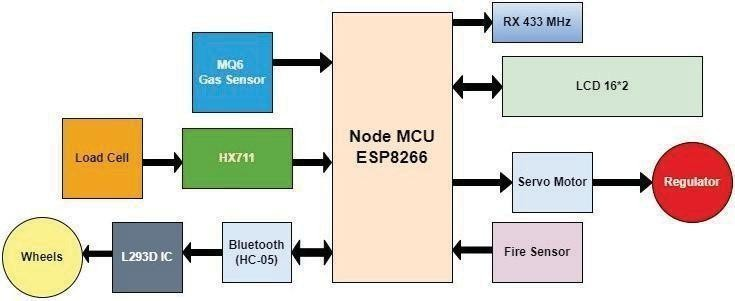 RX 433 MHz
MQ6
Gas Sensor
LCD 16*2
Node MCU
ESP8266
Load Cell
HX711
Servo Motor
Regulator
Wheels
L293D IC
Bluetooth
(HC-05)
Fire Sensor